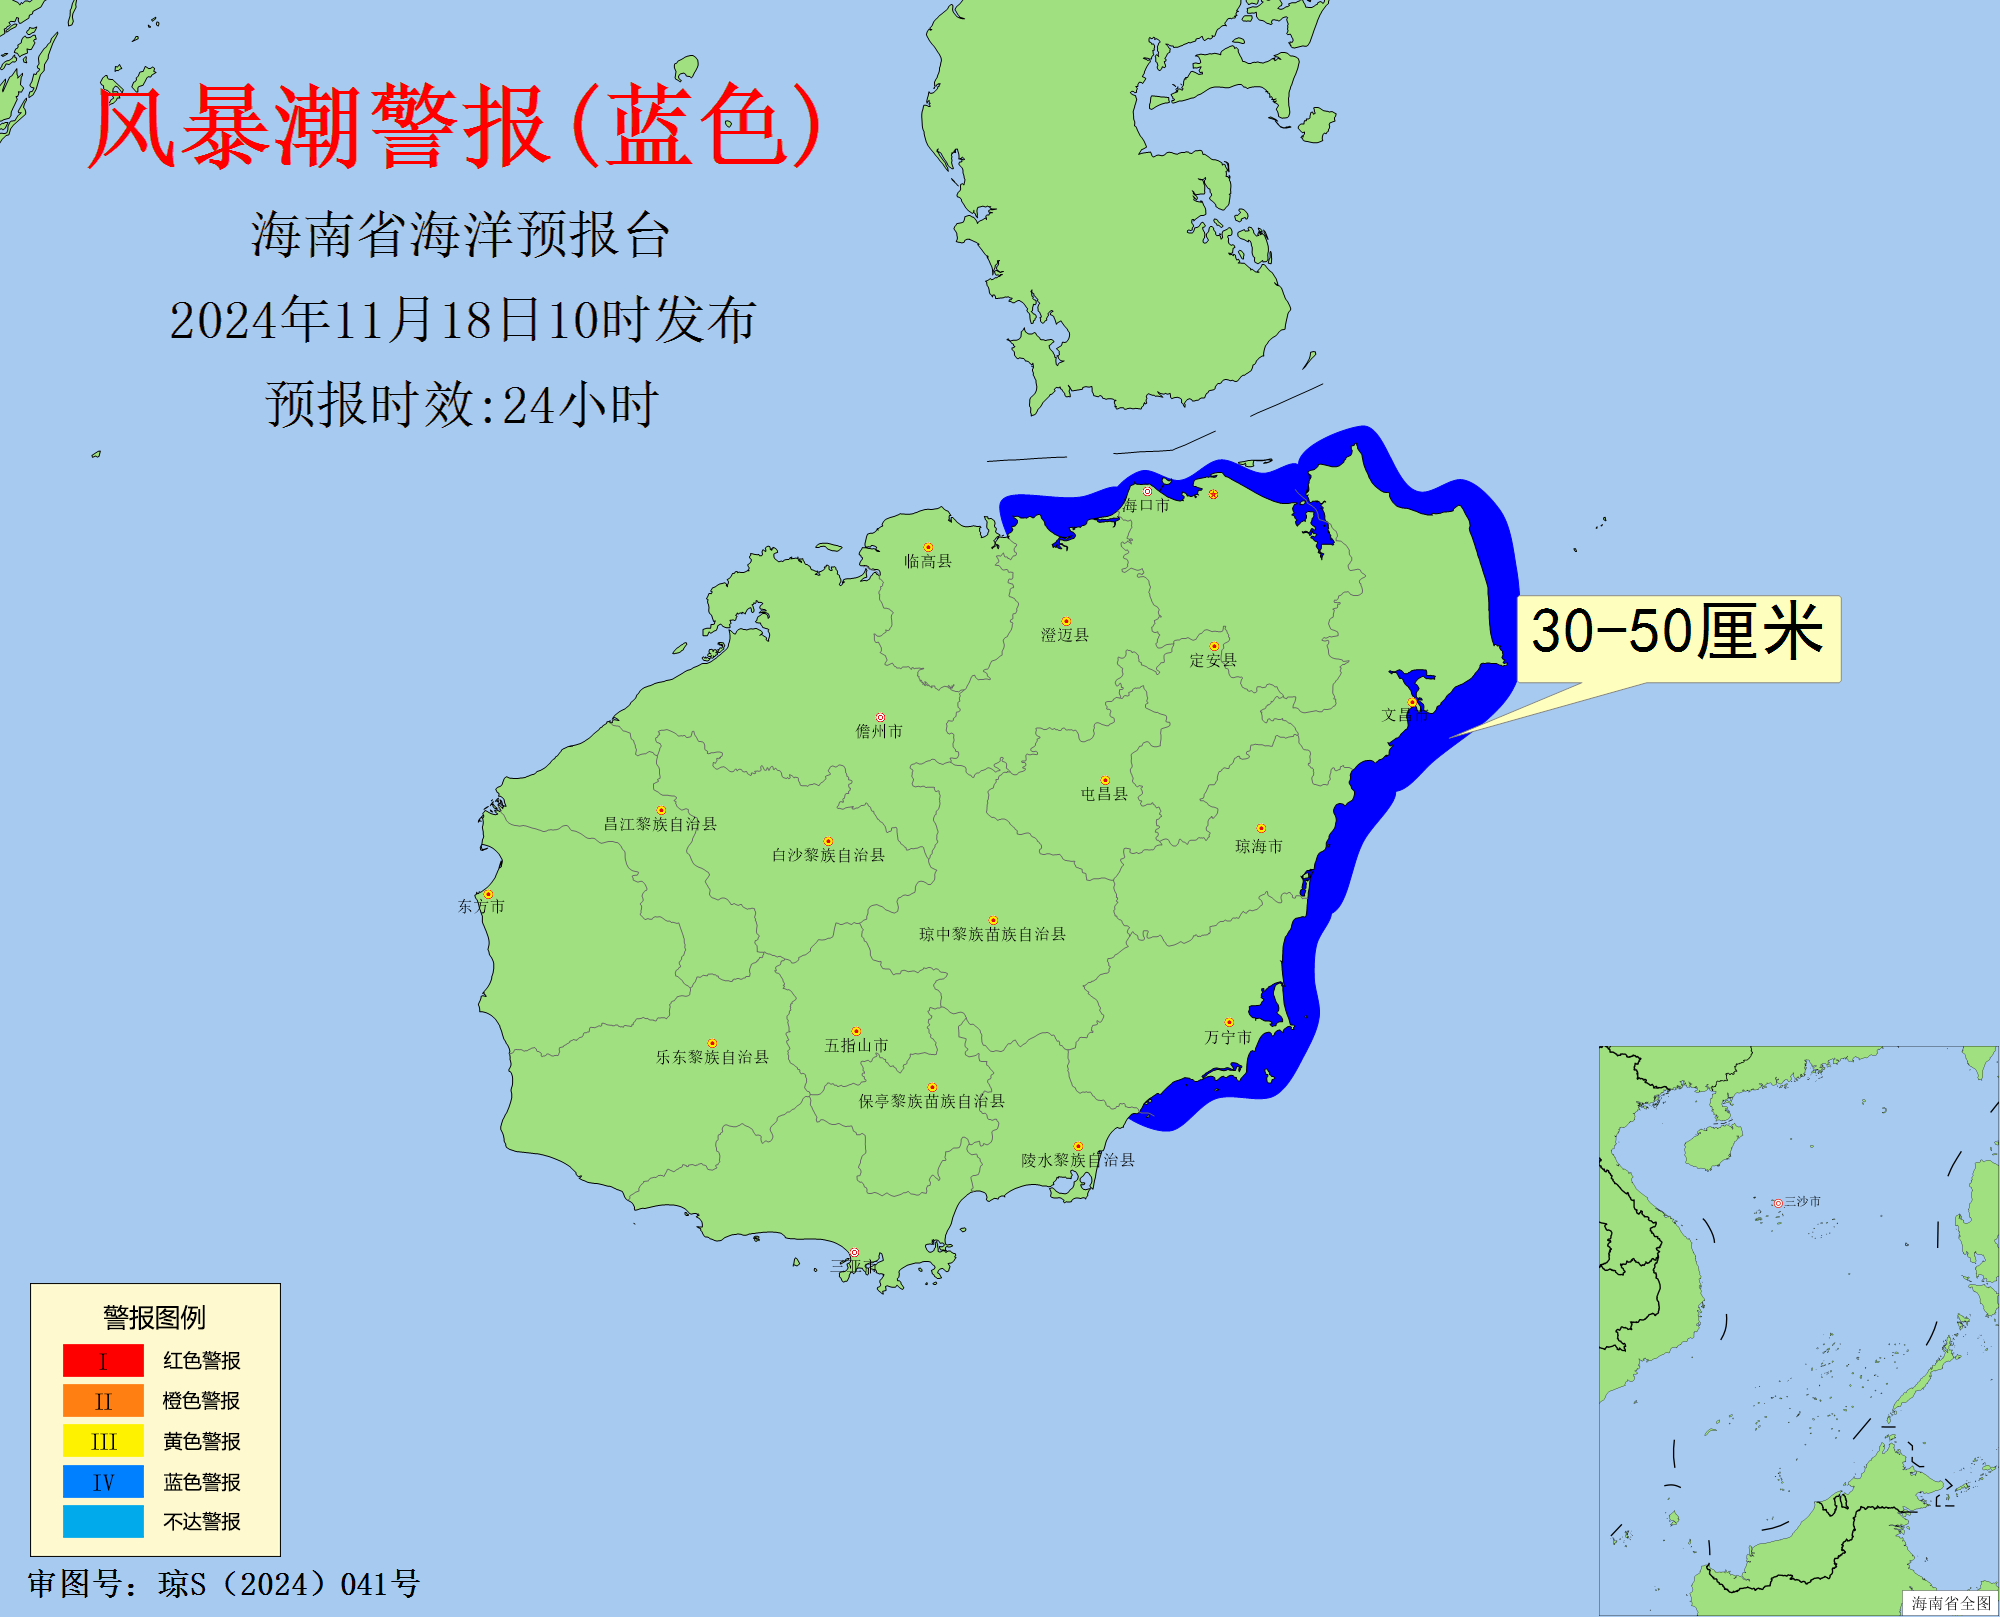 风暴潮警报(蓝色)
海南省海洋预报台
2024年11月18日10时发布
预报时效:24小时
海口市
临高县
澄迈县
定安县
30-50厘米
文昌市
儋州市
屯昌县
昌江黎族自治县
白沙黎族自治县
琼海市
东方市
琼中黎族苗族自治县
万宁市
乐东黎族自治县
五指山市
保亭黎族苗族自治县
陵水黎族自治县
三沙市
三亚市
警报图例
I 红色警报
II 橙色警报
III 黄色警报
IV 蓝色警报
不达警报
审图号：琼S（2024）041号
海南省全图